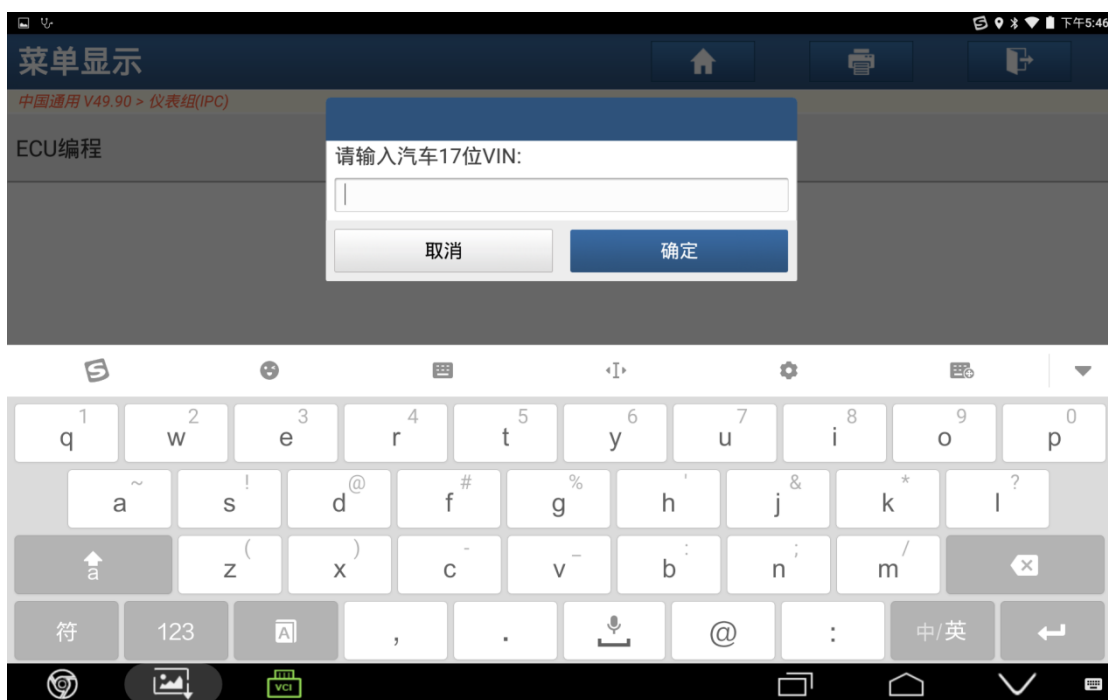 下午5:46
菜单显示
中国通用 V49.90 > 仪表组(IPC)
ECU编程
请输入汽车17位VIN:
取消 确定
1 2 3 4 5 6 7 8 9 0
q w e r t y u i o p
~ ! @ # % ' & * ?
a s d f g h j k l
( ) - _ : ; /
a z x c v b n m
符 123 A , . @ : 中/英
VCI